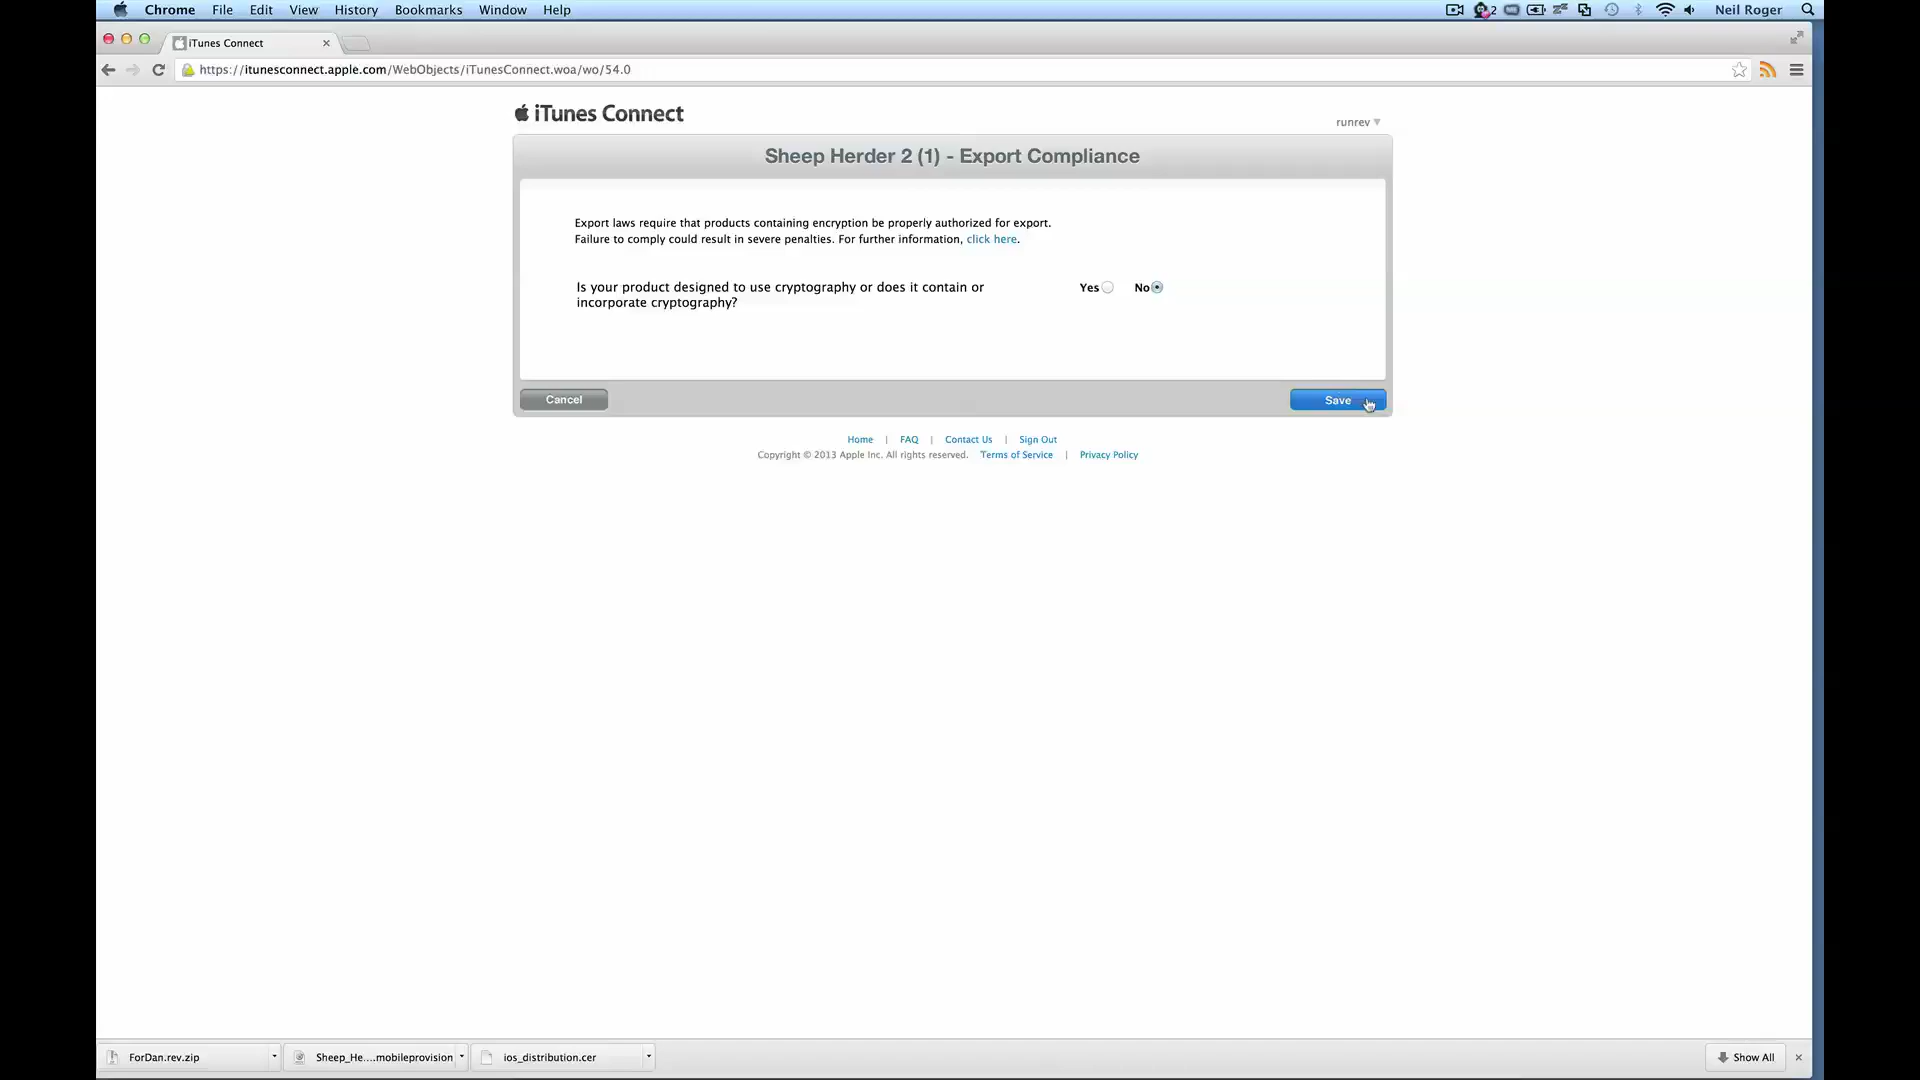 Chrome File Edit View History Bookmarks Window Help
2 Neil Roger
iTunes Connect
https://itunesconnect.apple.com/WebObjects/iTunesConnect.woa/wo/54.0
iTunes Connect
runrev
Sheep Herder 2 (1) - Export Compliance
Export laws require that products containing encryption be properly authorized for export.
Failure to comply could result in severe penalties. For further information, click here.
Is your product designed to use cryptography or does it contain or
incorporate cryptography?
Yes No
Cancel Save
Home | FAQ | Contact Us | Sign Out
Copyright © 2013 Apple Inc. All rights reserved. Terms of Service | Privacy Policy
ForDan.rev.zip Sheep_He....mobileprovision ios_distribution.cer Show All